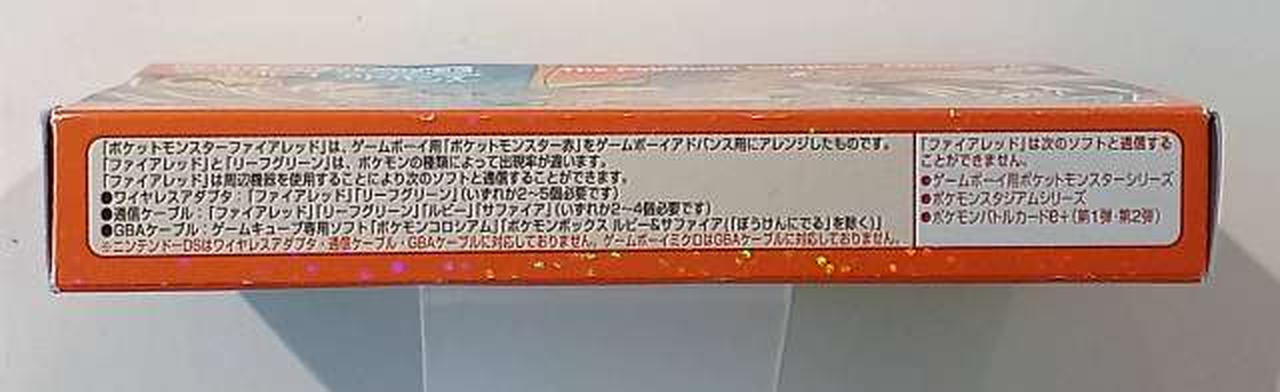 「ポケットモンスターファイアレッド」は、ゲームボーイ用「ポケットモンスター赤」をゲームボーイアドバンス用にアレンジしたものです。
「ファイアレッド」と「リーフグリーン」は、ポケモンの種類によって出現率が違います。
「ファイアレッド」は周辺機器を使用することにより次のソフトと通信することができます。
●ワイヤレスアダプタ：「ファイアレッド」「リーフグリーン」（いずれか2〜5個必要です）
●通信ケーブル：「ファイアレッド」「リーフグリーン」「ルビー」「サファイア」（いずれか2〜4個必要です）
●GBAケーブル：ゲームキューブ専用ソフト「ポケモンコロシアム」「ポケモンボックス ルビー&サファイア（「ぼうけんにでる」を除く）」
※ニンテンドーDSはワイヤレスアダプタ・通信ケーブル・GBAケーブルに対応しておりません。ゲームボーイミクロはGBAケーブルに対応しておりません。
「ファイアレッド」は次のソフトと通信する
ことができません。
●ゲームボーイ用ポケットモンスターシリーズ
●ポケモンスタジアムシリーズ
●ポケモンバトルカードe+（第1弾・第2弾）